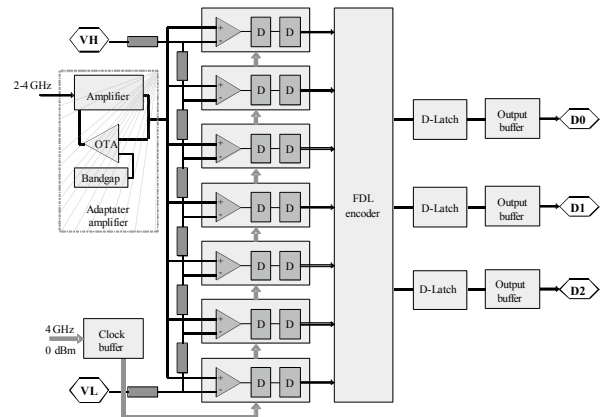 VH
2-4 GHz
Amplifier
OTA
Bandgap
Adaptater
amplifier
4 GHz
0 dBm
Clock
buffer
VL
+
-
D D
+
-
D D
+
-
D D
+
-
D D
+
-
D D
+
-
D D
+
-
D D
FDL
encoder
D-Latch
Output
buffer
D0
D-Latch
Output
buffer
D1
D-Latch
Output
buffer
D2